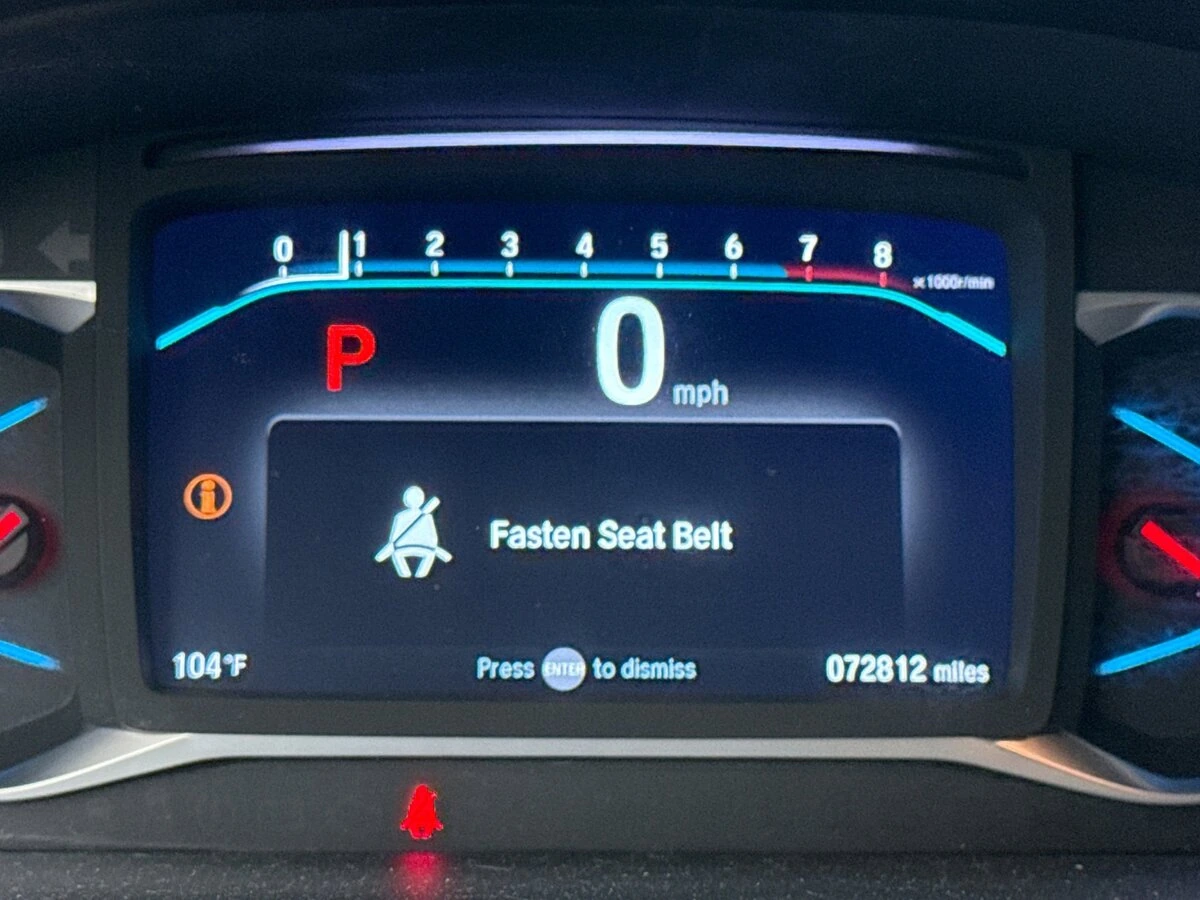 0 1 2 3 4 5 6 7 8
x1000r/min
P
0 mph
Fasten Seat Belt
104°F
Press ENTER to dismiss
072812 miles